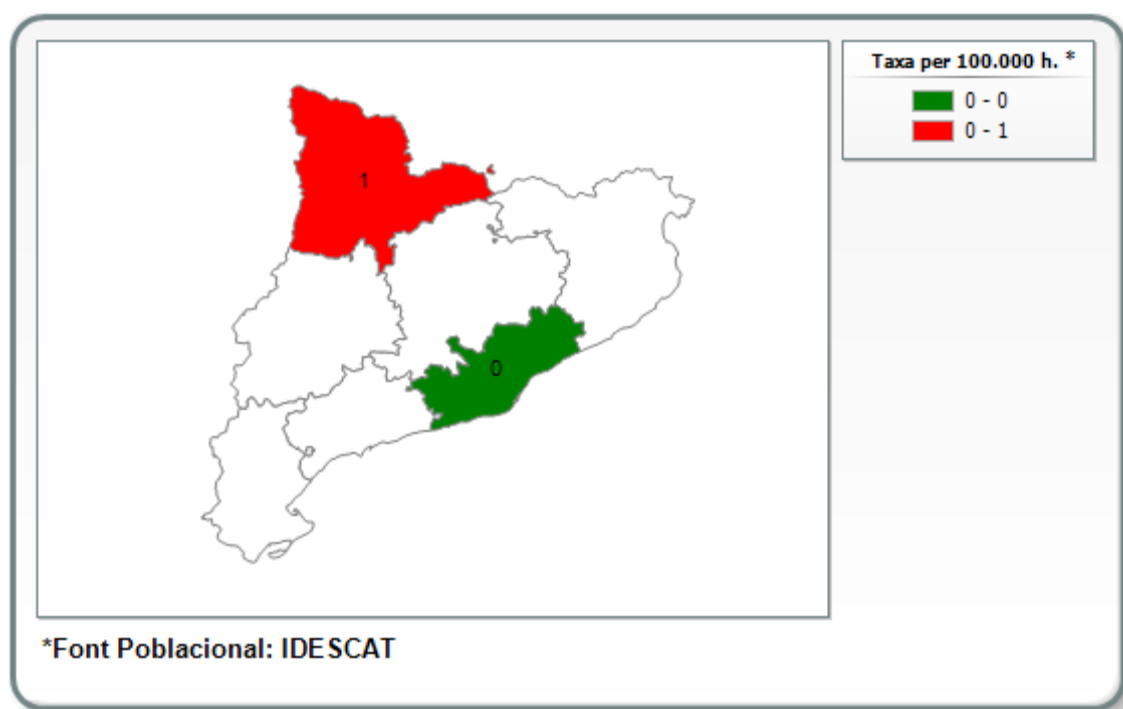 Taxa per 100.000 h. *
0 - 0
0 - 1
1
0
*Font Poblacional: IDESCAT